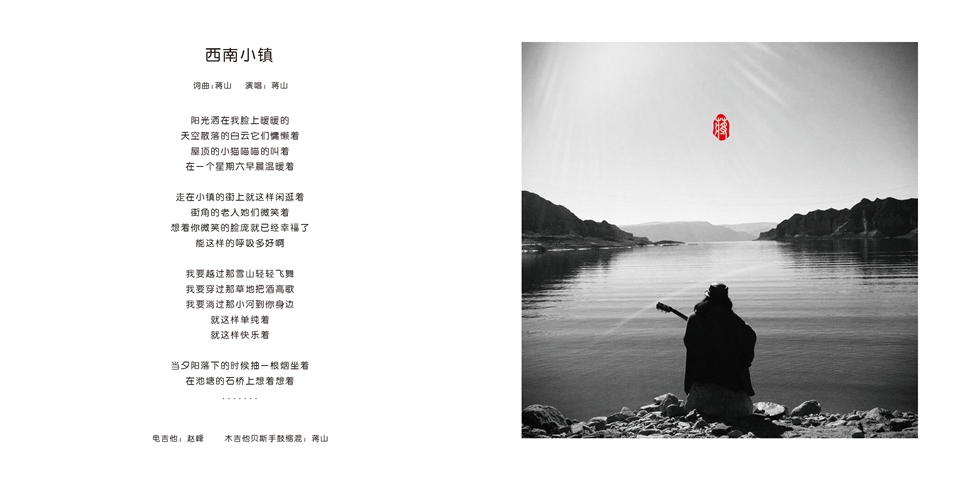 西南小镇
词曲:蒋山 演唱: 蒋山
阳光洒在我脸上暖暖的
天空散落的白云它们慵懒着
屋顶的小猫喵喵的叫着
在一个星期六早晨温暖着
走在小镇的街上就这样闲逛着
街角的老人她们微笑着
想着你微笑的脸庞就已经幸福了
能这样的呼吸多好啊
我要越过那雪山轻轻飞舞
我要穿过那草地把酒高歌
我要淌过那小河到你身边
就这样单纯着
就这样快乐着
当夕阳落下的时候抽一根烟坐着
在池塘的石桥上想着想着
.......
电吉他: 赵峰 木吉他贝斯手鼓缩混: 蒋山
蒋